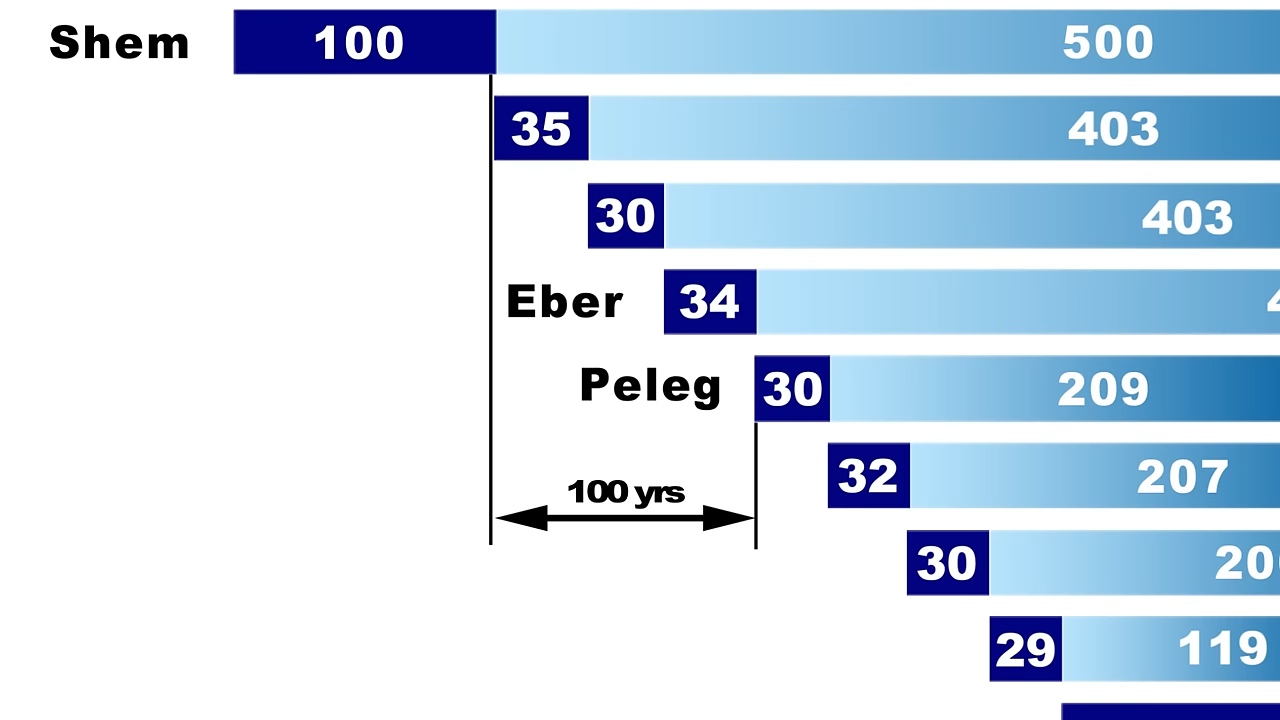 Shem 100 500
35 403
30 403
Eber 34
Peleg 30 209
32 207
100 yrs
30
29 119